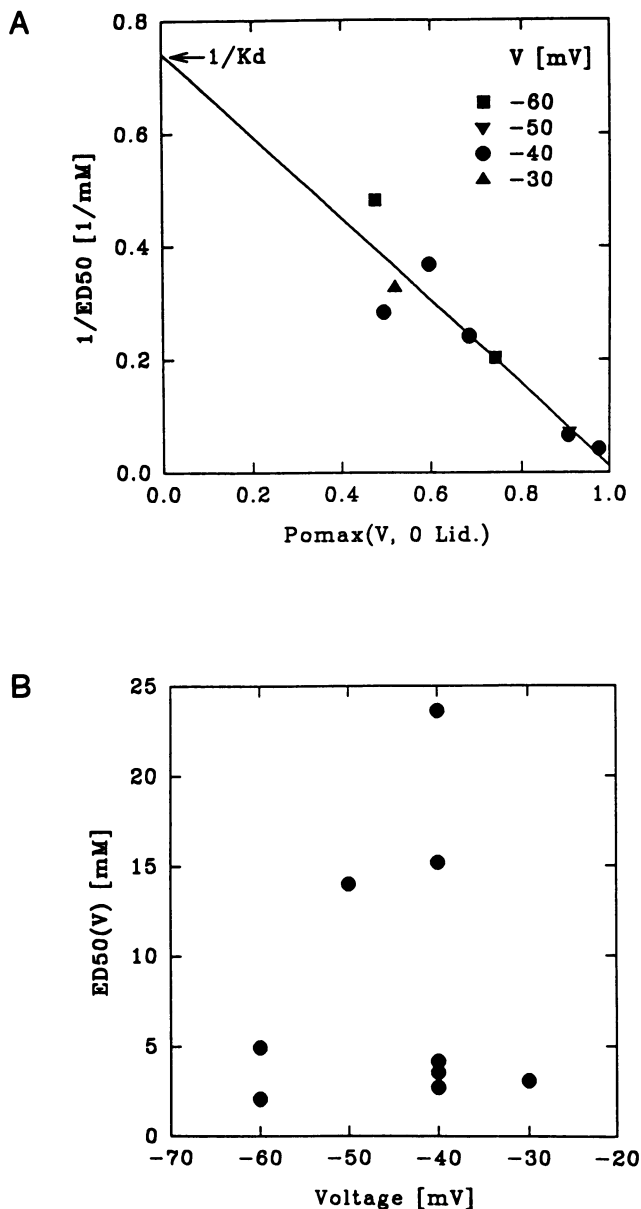 A
0.8
0.6
0.4
0.2
0.0
1/ED50 [1/mM]
←1/Kd
V [mV]
■ -60
▼ -50
● -40
▲ -30
0.0 0.2 0.4 0.6 0.8 1.0
Pomax(V, 0 Lid.)
B
25
20
15
10
5
0
ED50(V) [mM]
-70 -60 -50 -40 -30 -20
Voltage [mV]